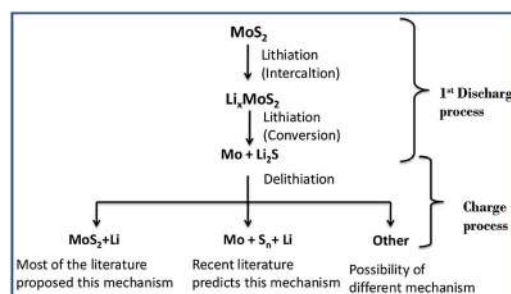 MoS2
Lithiation
(Intercaltion)
LixMoS2
Lithiation
(Conversion)
Mo + Li2S
Delithiation
1st Discharg
process
Charge
process
MoS2+Li
Mo + Sn + Li
Other
Most of the literature
proposed this mechanism
Recent literature
predicts this mechanism
Possibility of
different mechanism